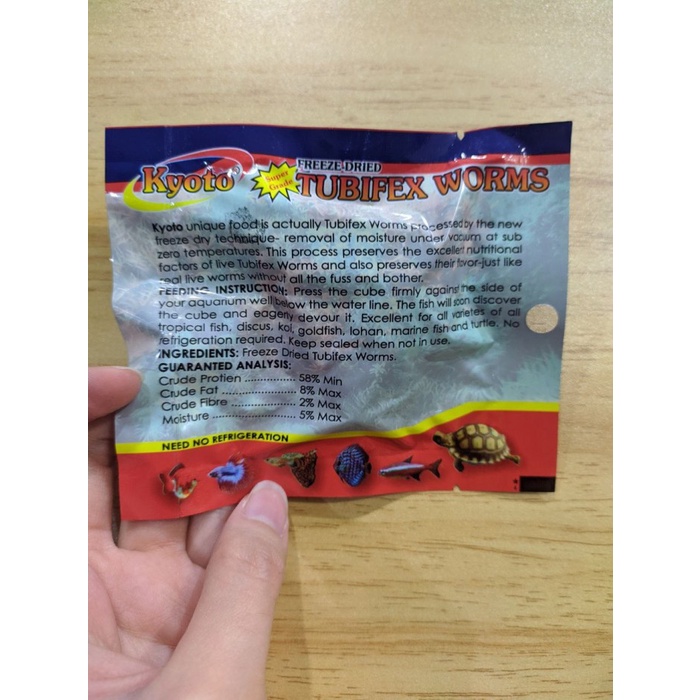 Kyoto®
Super Grade
FREEZE DRIED
TUBIFEX WORMS
Kyoto unique food is actually Tubifex Worms processed by the new
freeze dry technique- removal of moisture under vacuum at sub
zero temperatures. This process preserves the excellent nutritional
factors of live Tubifex Worms and also preserves their favor-just like
real live worms without all the fuss and bother.
FEEDING INSTRUCTION: Press the cube firmly against the side of
your aquarium well below the water line. The fish will soon discover
the cube and eagerly devour it. Excellent for all varietes of all
tropical fish, discus, koi, goldfish, lohan, marine fish and turtle. No
refrigeration required. Keep sealed when not in use.
INGREDIENTS: Freeze Dried Tubifex Worms.
GUARANTED ANALYSIS:
Crude Protien ............... 58% Min
Crude Fat ...................... 8% Max
Crude Fibre .................... 2% Max
Moisture ........................ 5% Max
NEED NO REFRIGERATION